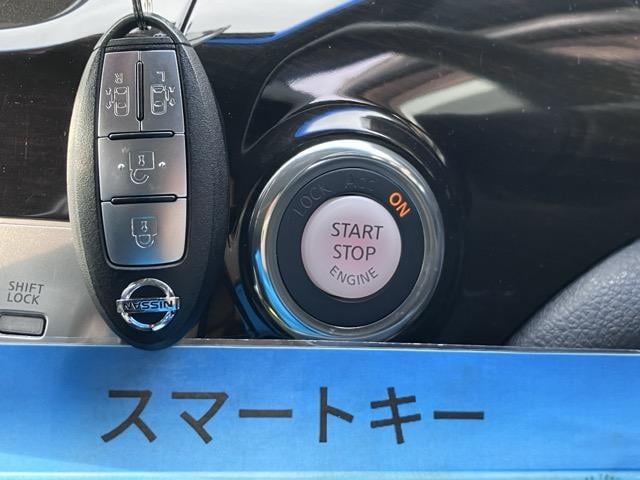 R L
NISSAN
SHIFT
LOCK
LOCK ACC ON
START
STOP
ENGINE
スマートキー